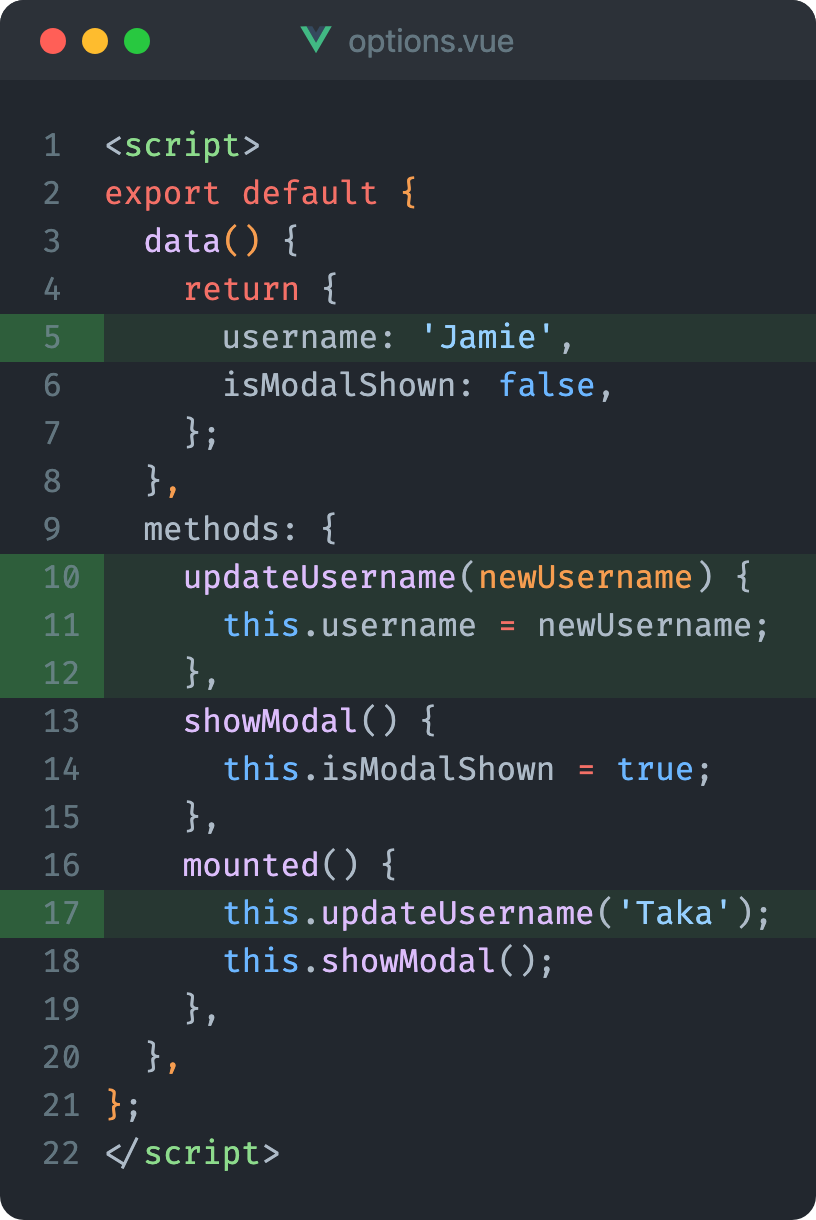 options.vue
1 <script>
2 export default {
3   data() {
4     return {
5       username: 'Jamie',
6       isModalShown: false,
7     };
8   },
9   methods: {
10     updateUsername(newUsername) {
11       this.username = newUsername;
12     },
13     showModal() {
14       this.isModalShown = true;
15     },
16     mounted() {
17       this.updateUsername('Taka');
18       this.showModal();
19     },
20   },
21 };
22 </script>